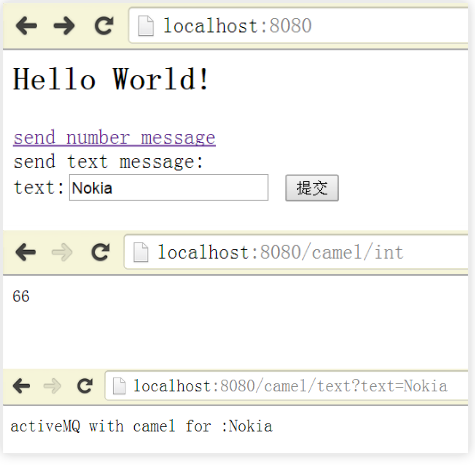 localhost:8080
Hello World!
send number message
send text message:
text: Nokia 提交
localhost:8080/camel/int
66
localhost:8080/camel/text?text=Nokia
activeMQ with camel for :Nokia